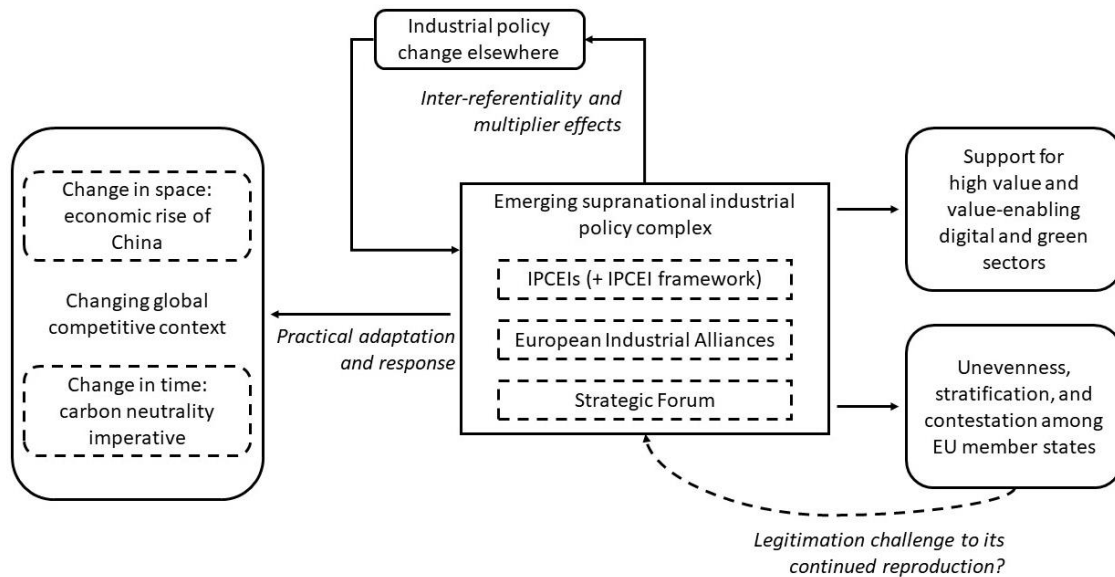 Industrial policy
change elsewhere
Inter-referentiality and
multiplier effects
Change in space:
economic rise of
China
Changing global
competitive context
Change in time:
carbon neutrality
imperative
Practical adaptation
and response
Emerging supranational industrial
policy complex
IPCEIs (+ IPCEI framework)
European Industrial Alliances
Strategic Forum
Support for
high value and
value-enabling
digital and green
sectors
Unevenness,
stratification, and
contestation among
EU member states
Legitimation challenge to its
continued reproduction?